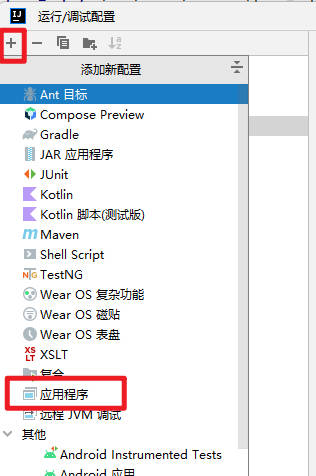 运行/调试配置
添加新配置
Ant 目标
Compose Preview
Gradle
JAR 应用程序
JUnit
Kotlin
Kotlin 脚本(测试版)
Maven
Shell Script
TestNG
Wear OS 复杂功能
Wear OS 磁贴
Wear OS 表盘
XSLT
复合
应用程序
远程 JVM 调试
其他
Android Instrumented Tests
Android 应用